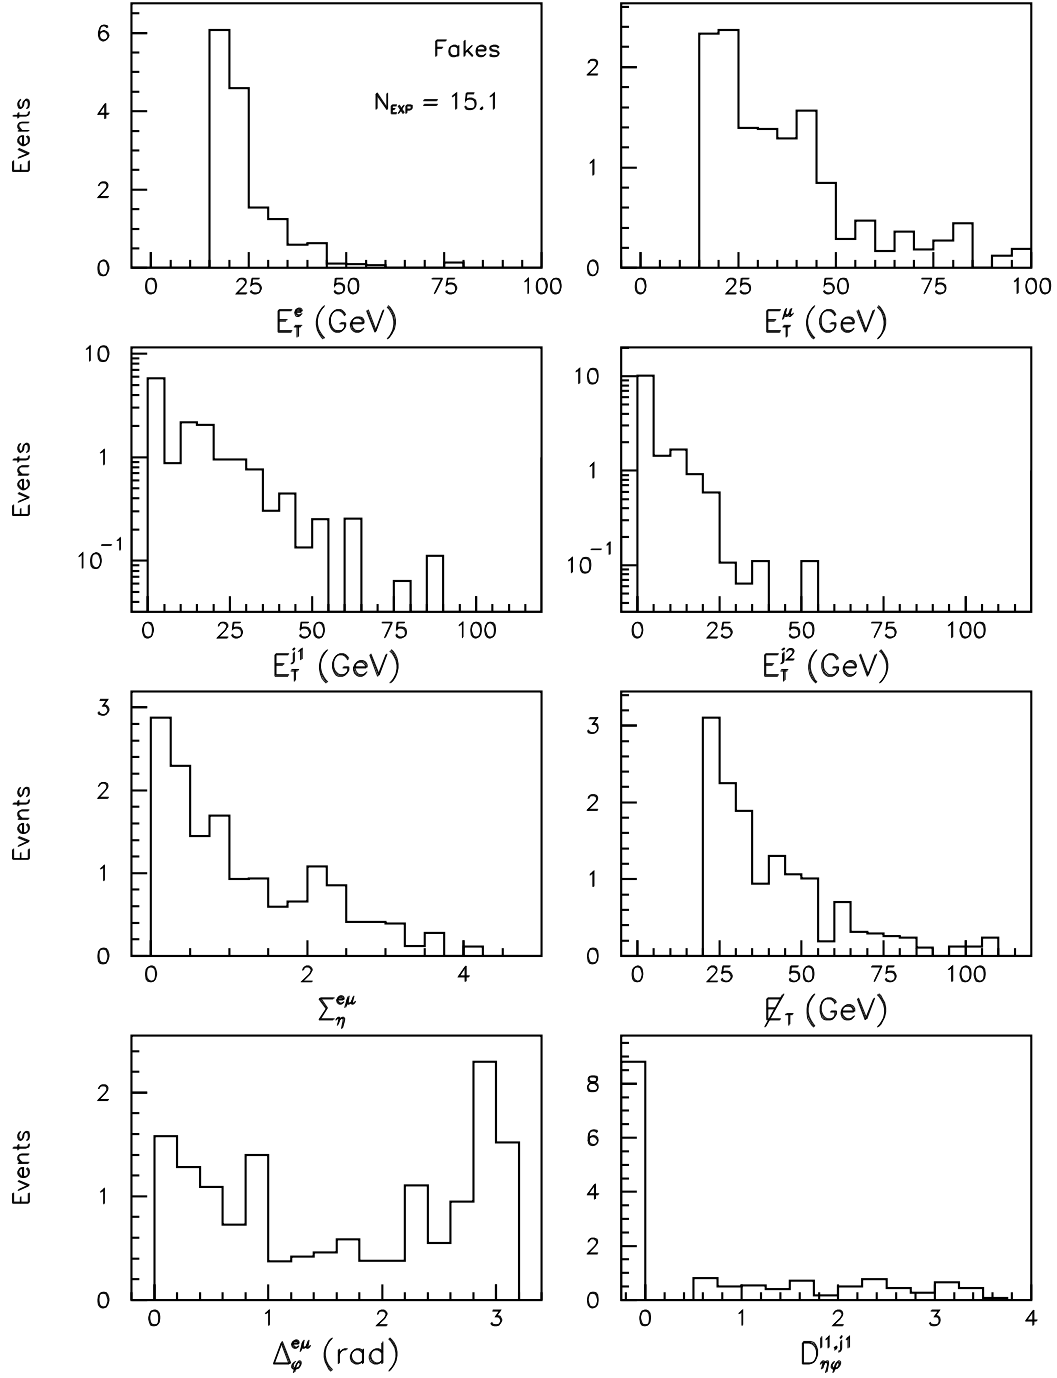 Fakes
N_EXP = 15.1
Events
6
4
2
0
0 25 50 75 100
E_T^e (GeV)
2
1
0
0 25 50 75 100
E_T^μ (GeV)
Events
10
1
10^-1
0 25 50 75 100
E_T^j1 (GeV)
10
1
10^-1
0 25 50 75 100
E_T^j2 (GeV)
Events
3
2
1
0
0 2 4
Σ_η^eμ
3
2
1
0
0 25 50 75 100
E̸_T (GeV)
Events
2
1
0
0 1 2 3
Δ_φ^eμ (rad)
8
6
4
2
0
0 1 2 3 4
D_ηφ^l1,j1